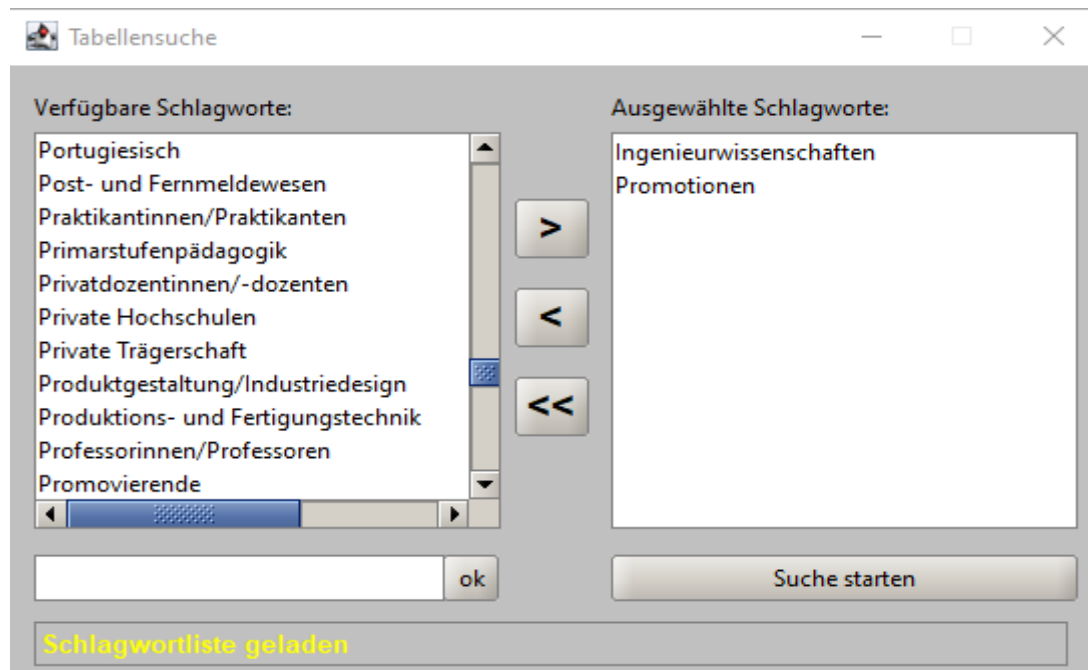 Tabellensuche
Verfügbare Schlagworte:
Portugiesisch
Post- und Fernmeldewesen
Praktikantinnen/Praktikanten
Primarstufenpädagogik
Privatdozentinnen/-dozenten
Private Hochschulen
Private Trägerschaft
Produktgestaltung/Industriedesign
Produktions- und Fertigungstechnik
Professorinnen/Professoren
Promovierende
ok
>
<
<<
Ausgewählte Schlagworte:
Ingenieurwissenschaften
Promotionen
Suche starten
Schlagwortliste geladen